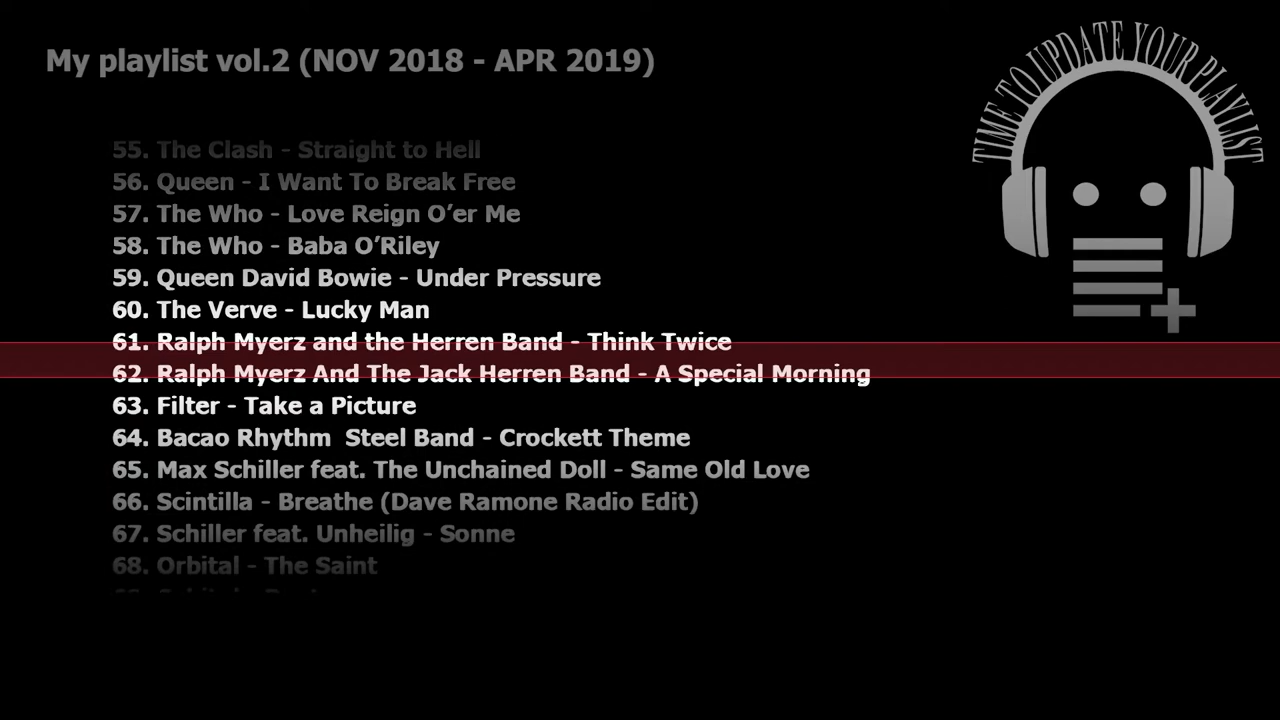 My playlist vol.2 (NOV 2018 - APR 2019)
TIME TO UPDATE YOUR PLAYLIST
55. The Clash - Straight to Hell
56. Queen - I Want To Break Free
57. The Who - Love Reign O’er Me
58. The Who - Baba O’Riley
59. Queen David Bowie - Under Pressure
60. The Verve - Lucky Man
61. Ralph Myerz and the Herren Band - Think Twice
62. Ralph Myerz And The Jack Herren Band - A Special Morning
63. Filter - Take a Picture
64. Bacao Rhythm  Steel Band - Crockett Theme
65. Max Schiller feat. The Unchained Doll - Same Old Love
66. Scintilla - Breathe (Dave Ramone Radio Edit)
67. Schiller feat. Unheilig - Sonne
68. Orbital - The Saint